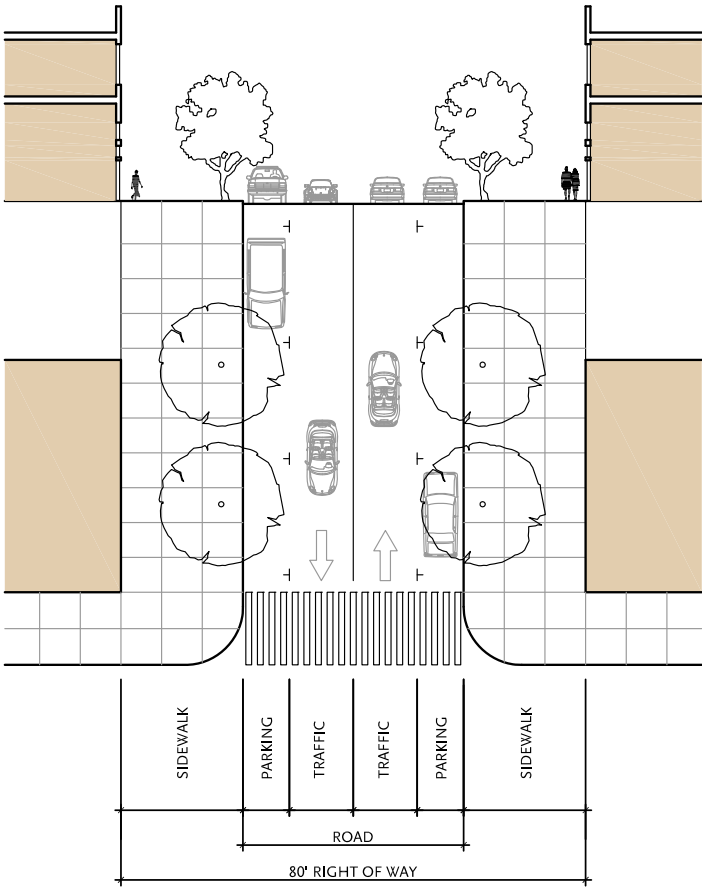 SIDEWALK
PARKING
TRAFFIC
TRAFFIC
PARKING
SIDEWALK
ROAD
80' RIGHT OF WAY